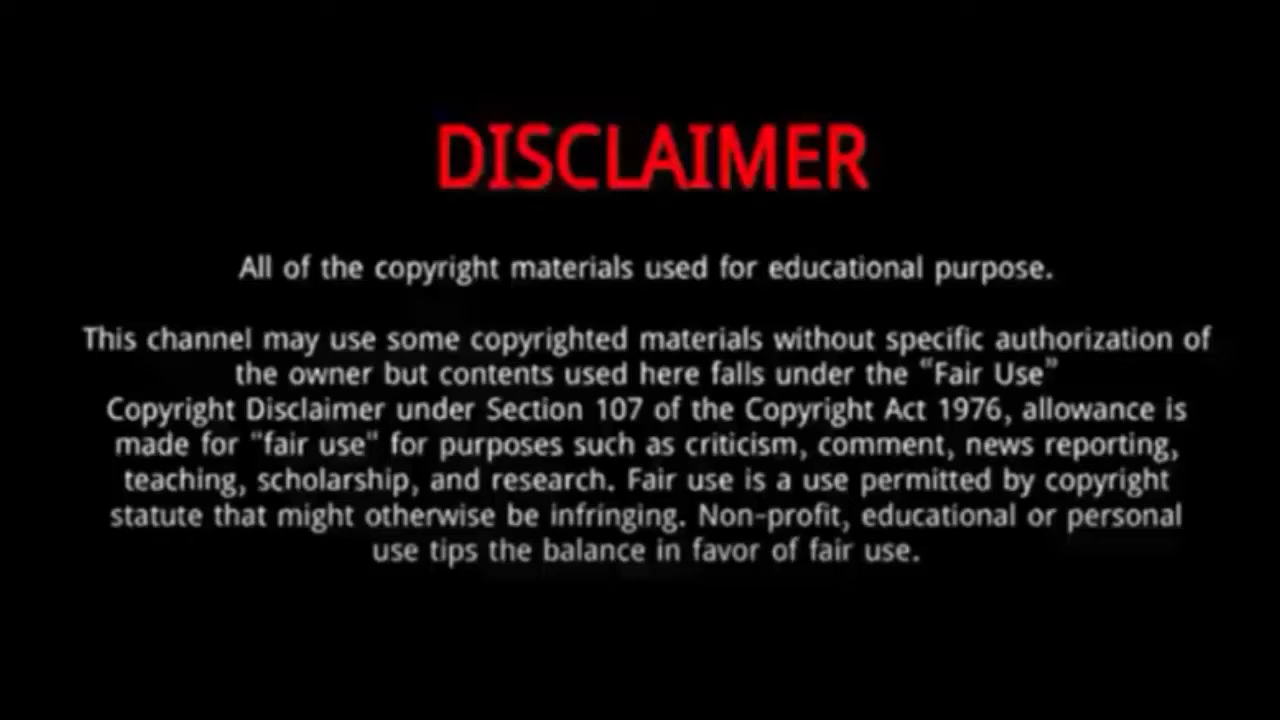 DISCLAIMER
All of the copyright materials used for educational purpose.
This channel may use some copyrighted materials without specific authorization of
the owner but contents used here falls under the “Fair Use”
Copyright Disclaimer under Section 107 of the Copyright Act 1976, allowance is
made for "fair use" for purposes such as criticism, comment, news reporting,
teaching, scholarship, and research. Fair use is a use permitted by copyright
statute that might otherwise be infringing. Non-profit, educational or personal
use tips the balance in favor of fair use.